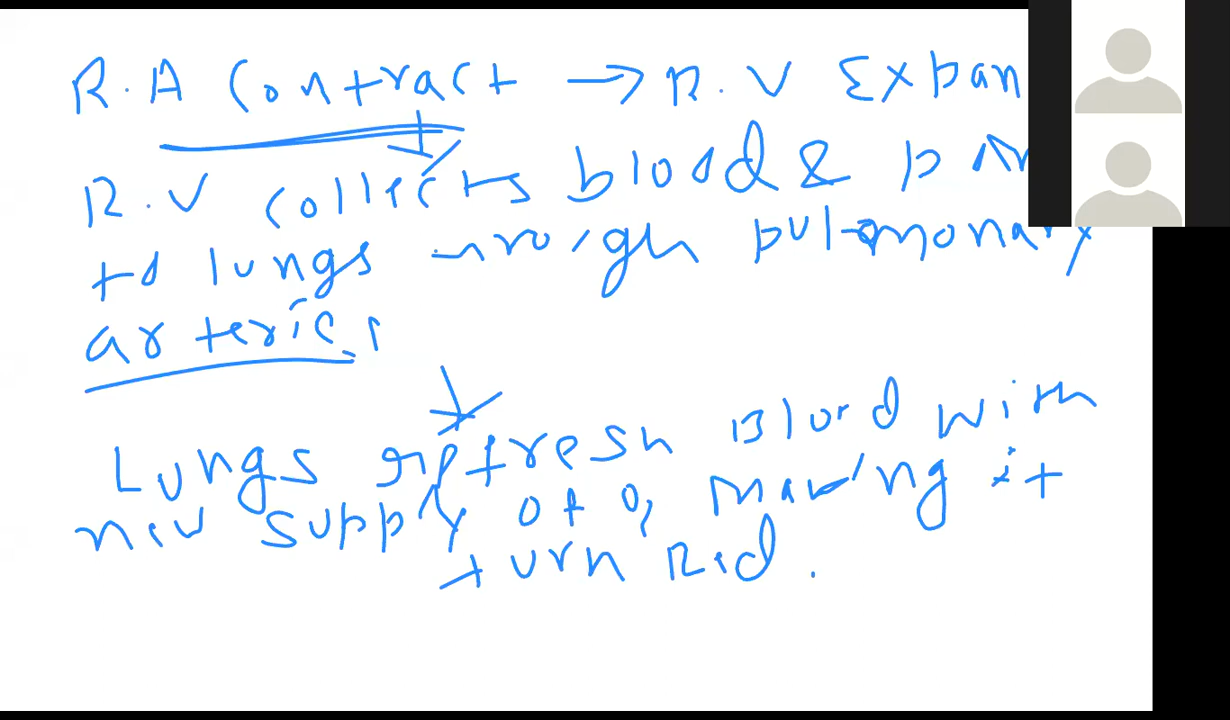 R.A Contract → R.V Expan
R.V collects blood &
to lungs through pulmonary
arteries
Lungs refresh Blood with
new supply of O2 making it
turn Red.